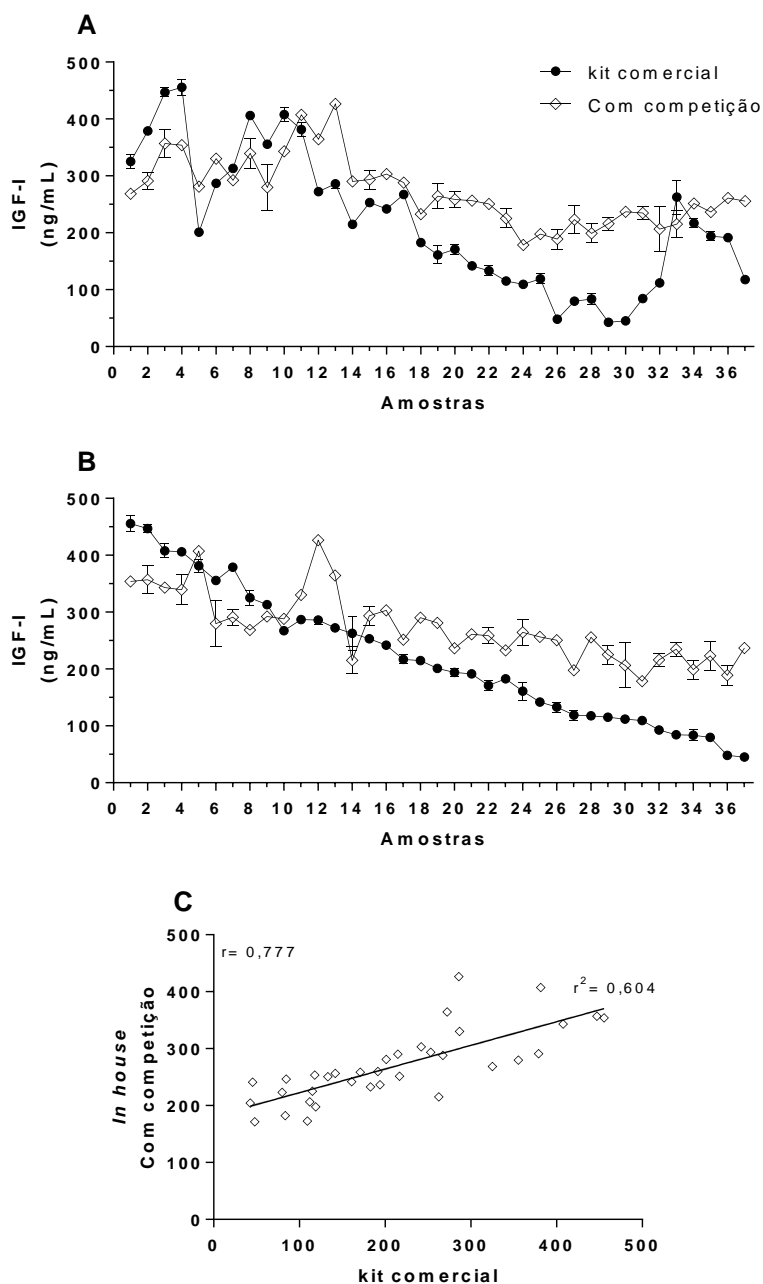 A
500
400
300
200
100
0
IGF-I
(ng/mL)
kit comercial
Com competição
0 2 4 6 8 10 12 14 16 18 20 22 24 26 28 30 32 34 36
Amostras
B
500
400
300
200
100
0
IGF-I
(ng/mL)
0 2 4 6 8 10 12 14 16 18 20 22 24 26 28 30 32 34 36
Amostras
C
500
400
300
200
100
0
In house
Com competição
r= 0,777
r2= 0,604
0 100 200 300 400 500
kit comercial